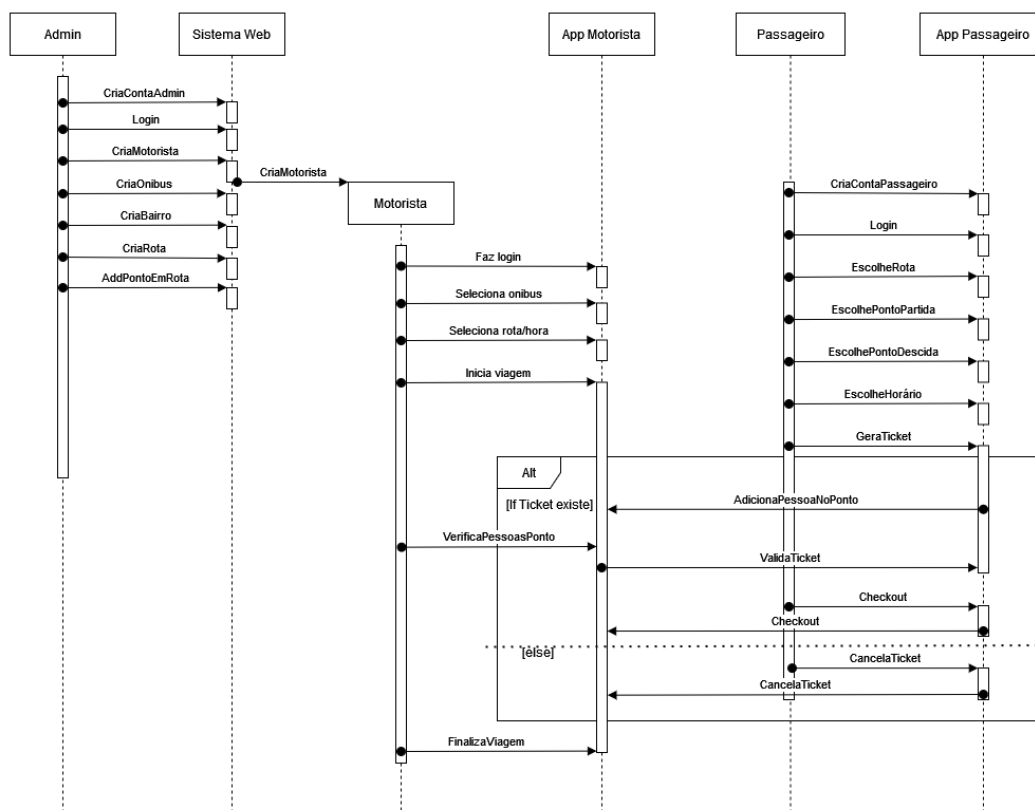 Admin
Sistema Web
App Motorista
Passageiro
App Passageiro
CriaContaAdmin
Login
CriaMotorista
CriaMotorista
CriaOnibus
CriaContaPassageiro
Motorista
CriaBairro
Login
CriaRota
Faz login
EscolheRota
AddPontoEmRota
Seleciona onibus
EscolhePontoPartida
Seleciona rota/hora
EscolhePontoDescida
Inicia viagem
EscolheHorário
GeraTicket
Alt
[If Ticket existe]
AdicionaPessoaNoPonto
VerificaPessoasPonto
ValidaTicket
Checkout
Checkout
[else]
CancelaTicket
CancelaTicket
FinalizaViagem